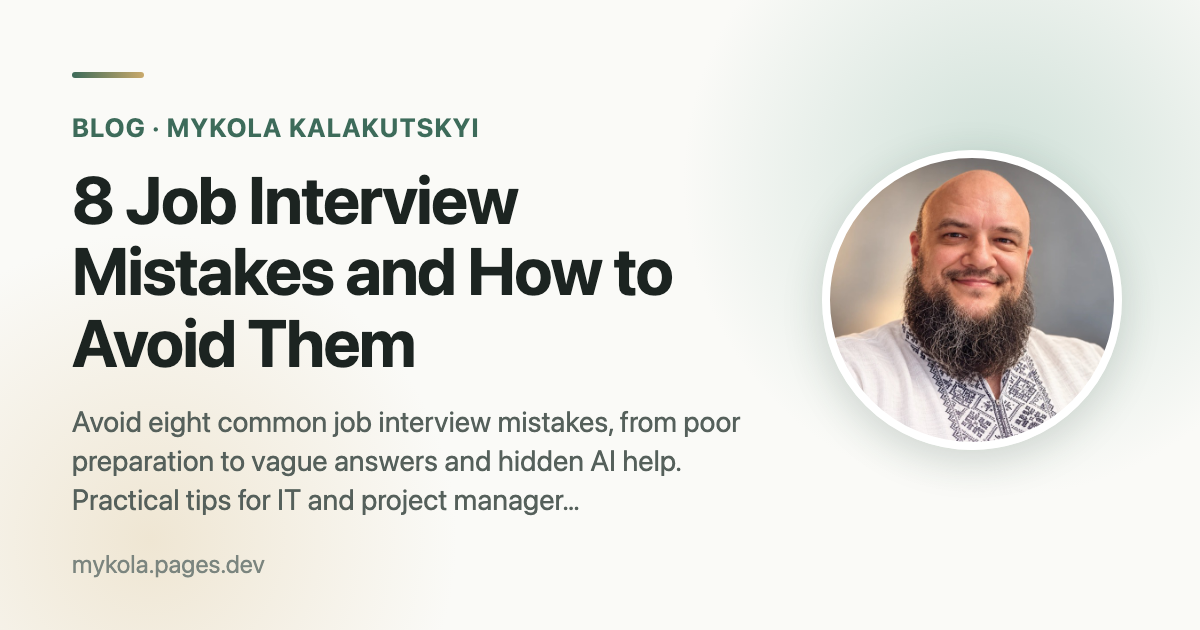 BLOG · MYKOLA KALAKUTSKYI
8 Job Interview
Mistakes and How to
Avoid Them
Avoid eight common job interview mistakes, from poor
preparation to vague answers and hidden AI help.
Practical tips for IT and project manager…
mykola.pages.dev